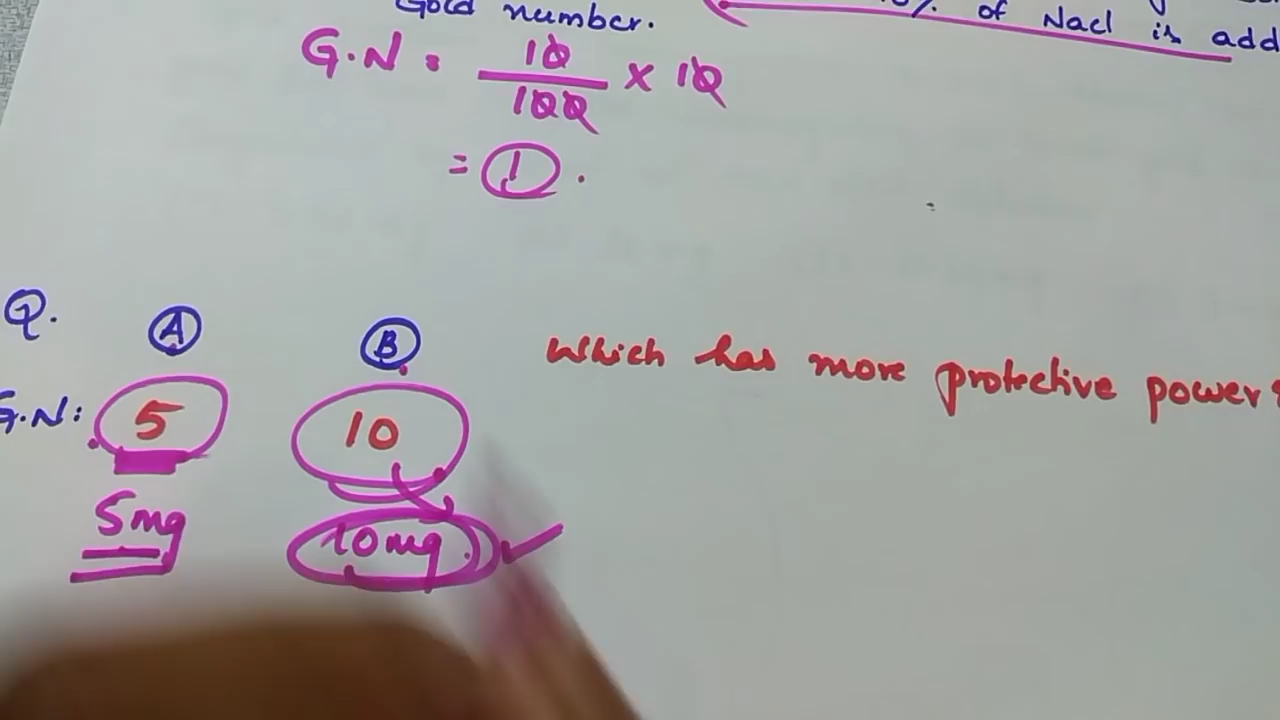 Gold number.
% of Nacl is add
G.N = 10/100 × 10
= 1.
Q. A B
which has more protective power?
G.N: 5 10
5mg 10mg.